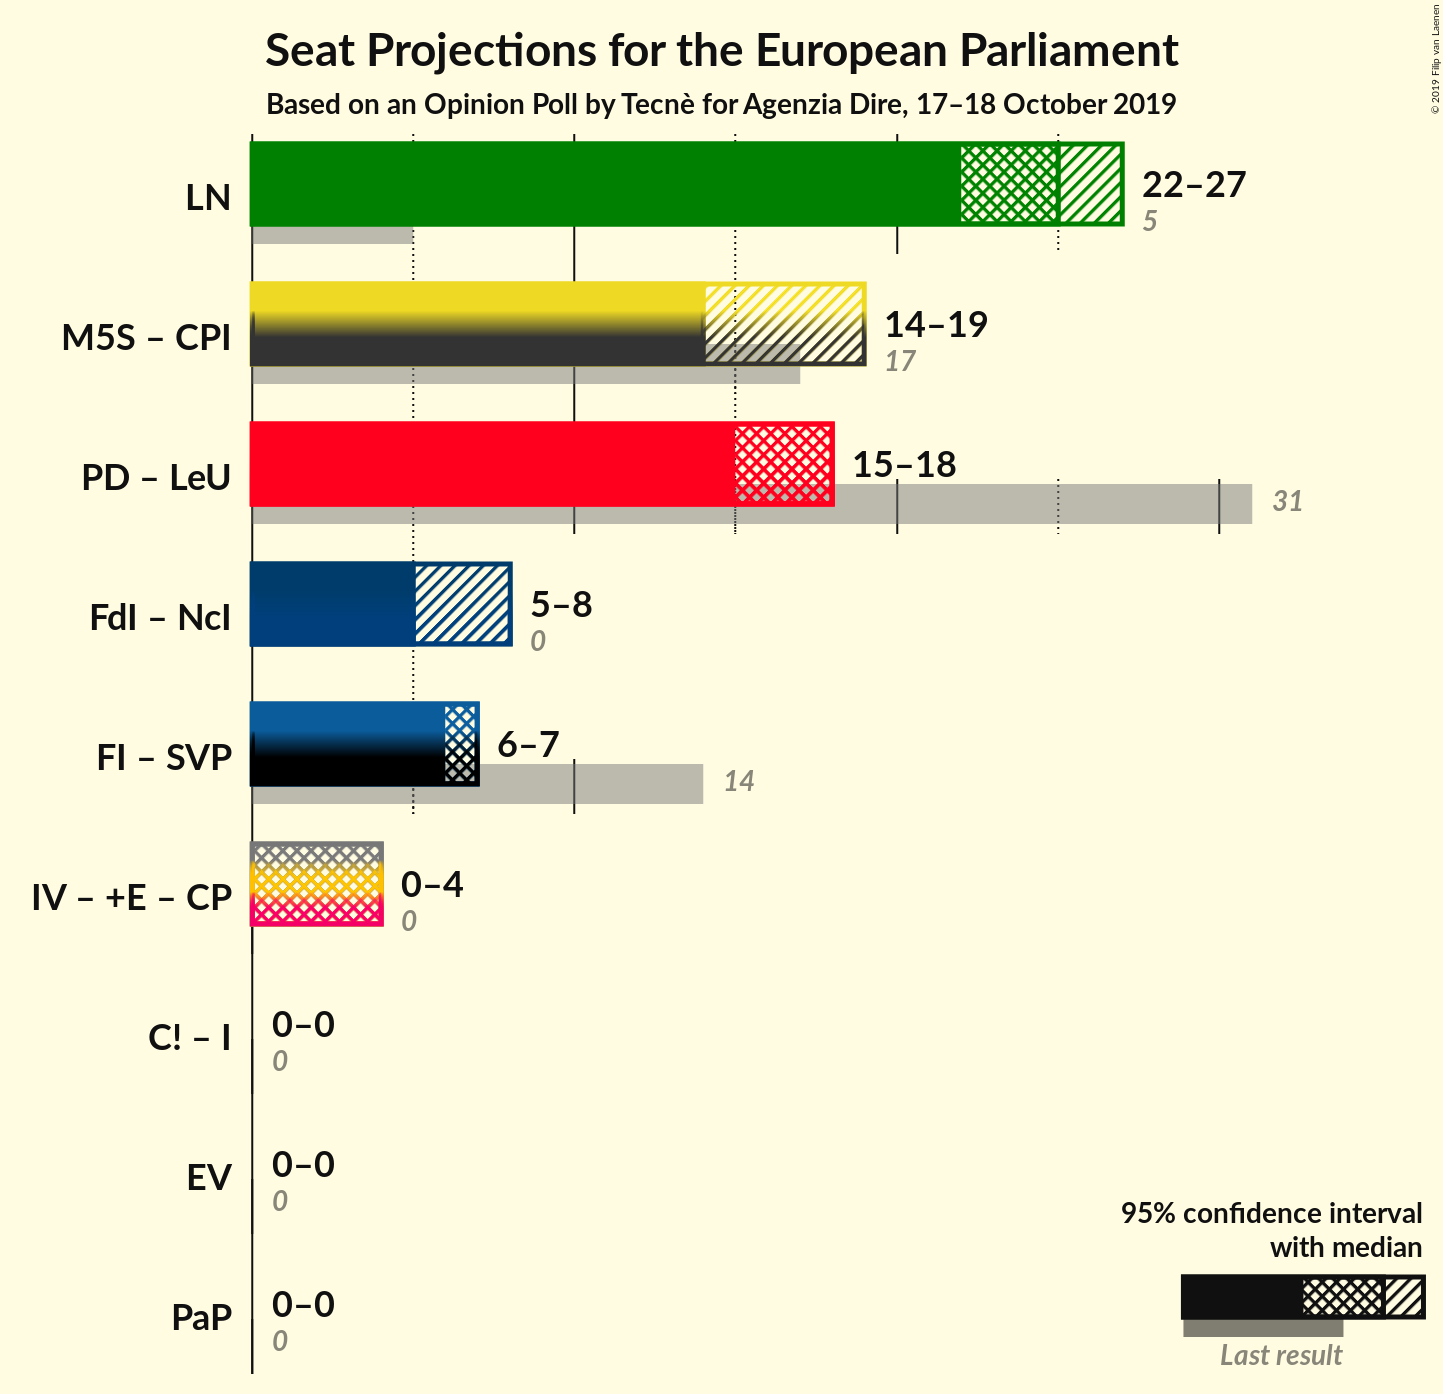 Seat Projections for the European Parliament
Based on an Opinion Poll by Tecnè for Agenzia Dire, 17–18 October 2019
© 2019 Filip van Laenen
LN
22–27
5
M5S – CPI
14–19
17
PD – LeU
15–18
31
FdI – NcI
5–8
0
FI – SVP
6–7
14
IV – +E – CP
0–4
0
C! – I
0–0
0
EV
0–0
0
PaP
0–0
0
95% confidence interval
with median
Last result